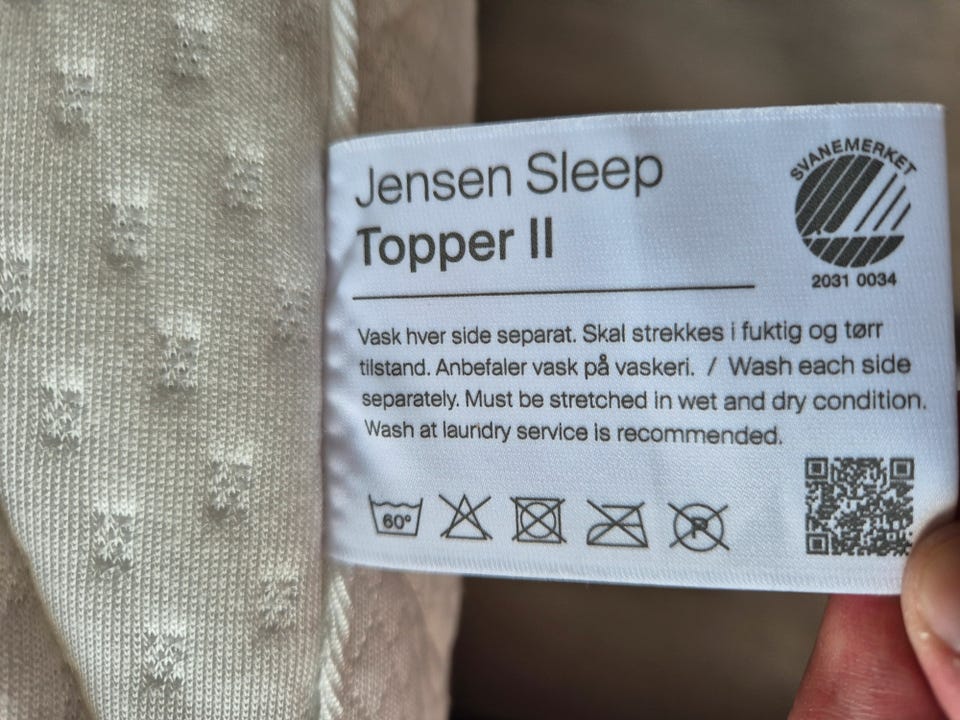 Jensen Sleep
Topper II
SVANEMERKET
2031 0034
Vask hver side separat. Skal strekkes i fuktig og tørr
tilstand. Anbefaler vask på vaskeri. / Wash each side
separately. Must be stretched in wet and dry condition.
Wash at laundry service is recommended.
60°
P